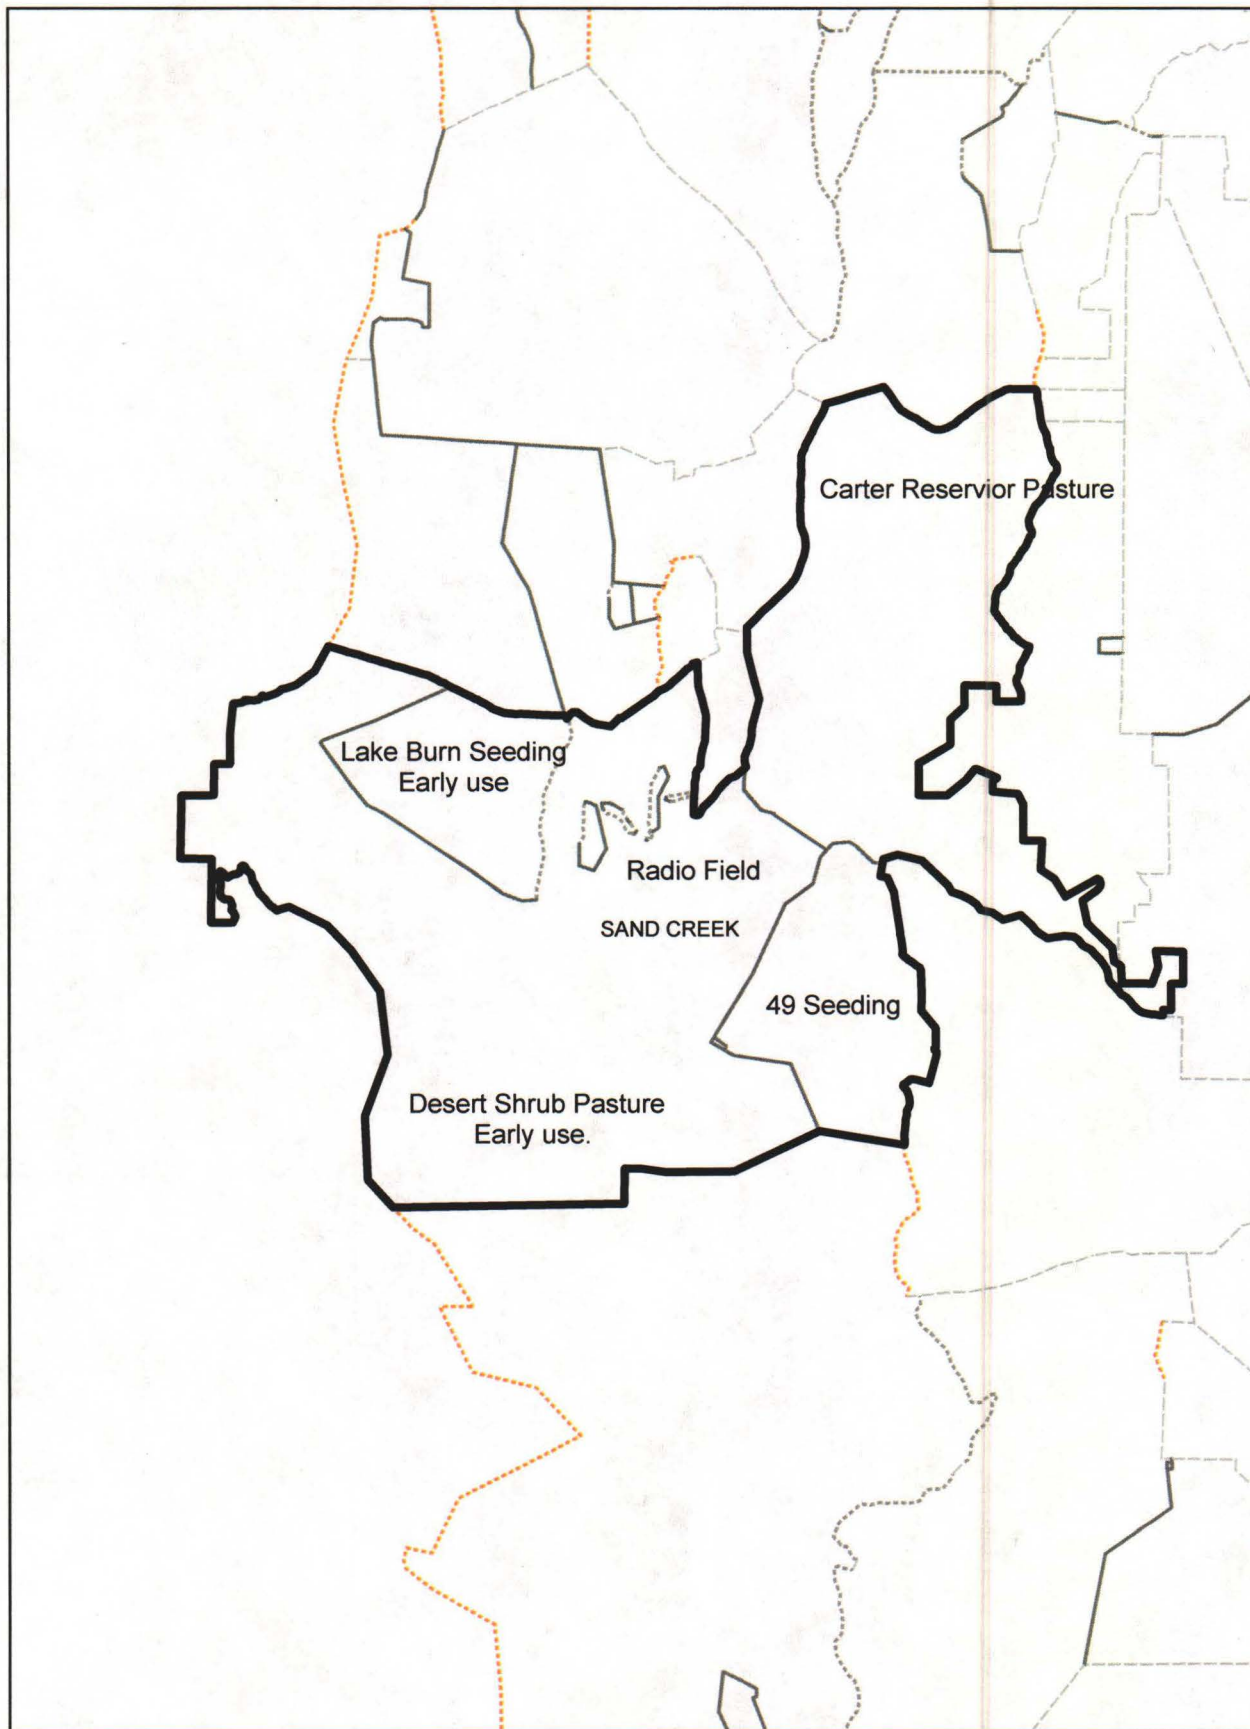 Carter Reservior Pasture
Lake Burn Seeding
Early use
Radio Field
SAND CREEK
49 Seeding
Desert Shrub Pasture
Early use.